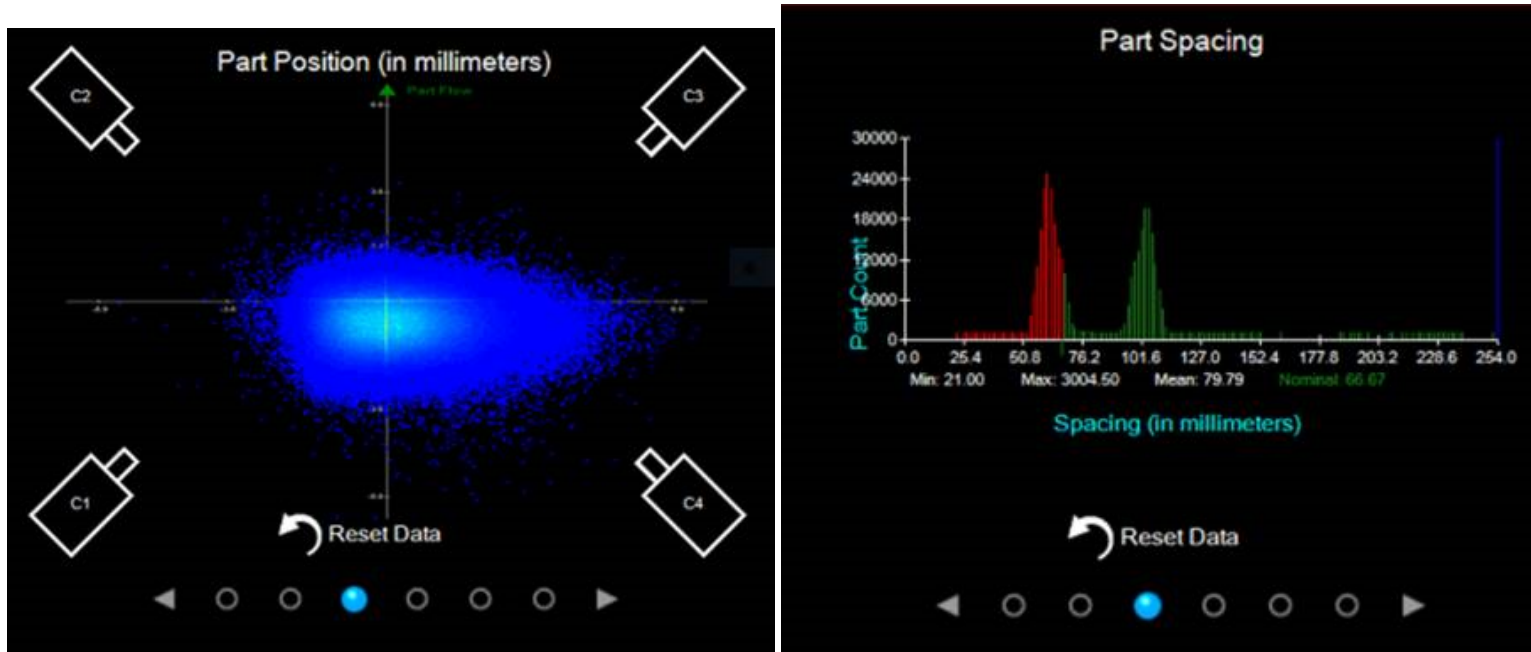 Part Position (in millimeters)
C2
C3
Part Flow
C1
C4
Reset Data
Part Spacing
Part Count
30000
24000
18000
12000
6000
0
0.0 25.4 50.8 76.2 101.6 127.0 152.4 177.8 203.2 228.6 254.0
Min: 21.00 Max: 3004.50 Mean: 79.79 Nominal: 66.67
Spacing (in millimeters)
Reset Data